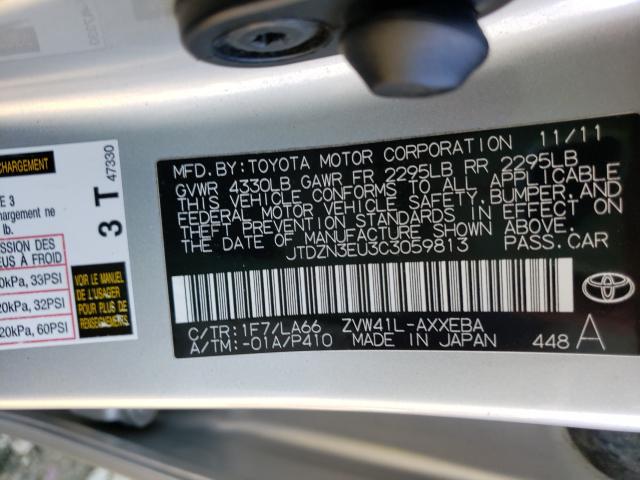 CHARGEMENT
E 3
chargement ne
lb.
SSION DES
EUS À FROID
20kPa, 33PSI
20kPa, 32PSI
20kPa, 60PSI
3 T
47330
VOIR LE MANUEL
DE L'USAGER
POUR PLUS DE
RENSEIGNEMENTS.
11/11
MFD. BY: TOYOTA MOTOR CORPORATION
GVWR 4330LB GAWR FR 2295LB RR 2295LB
THIS VEHICLE CONFORMS TO ALL APPLICABLE
FEDERAL MOTOR VEHICLE SAFETY, BUMPER, AND
THEFT PREVENTION STANDARDS IN EFFECT ON
THE DATE OF MANUFACTURE SHOWN ABOVE.
JTDZN3EU3C3059813 PASS.CAR
C/TR: 1F7/LA66 ZVW41L-AXXEBA
A/TM: -01A/P410 MADE IN JAPAN 448 A
TOYOTA